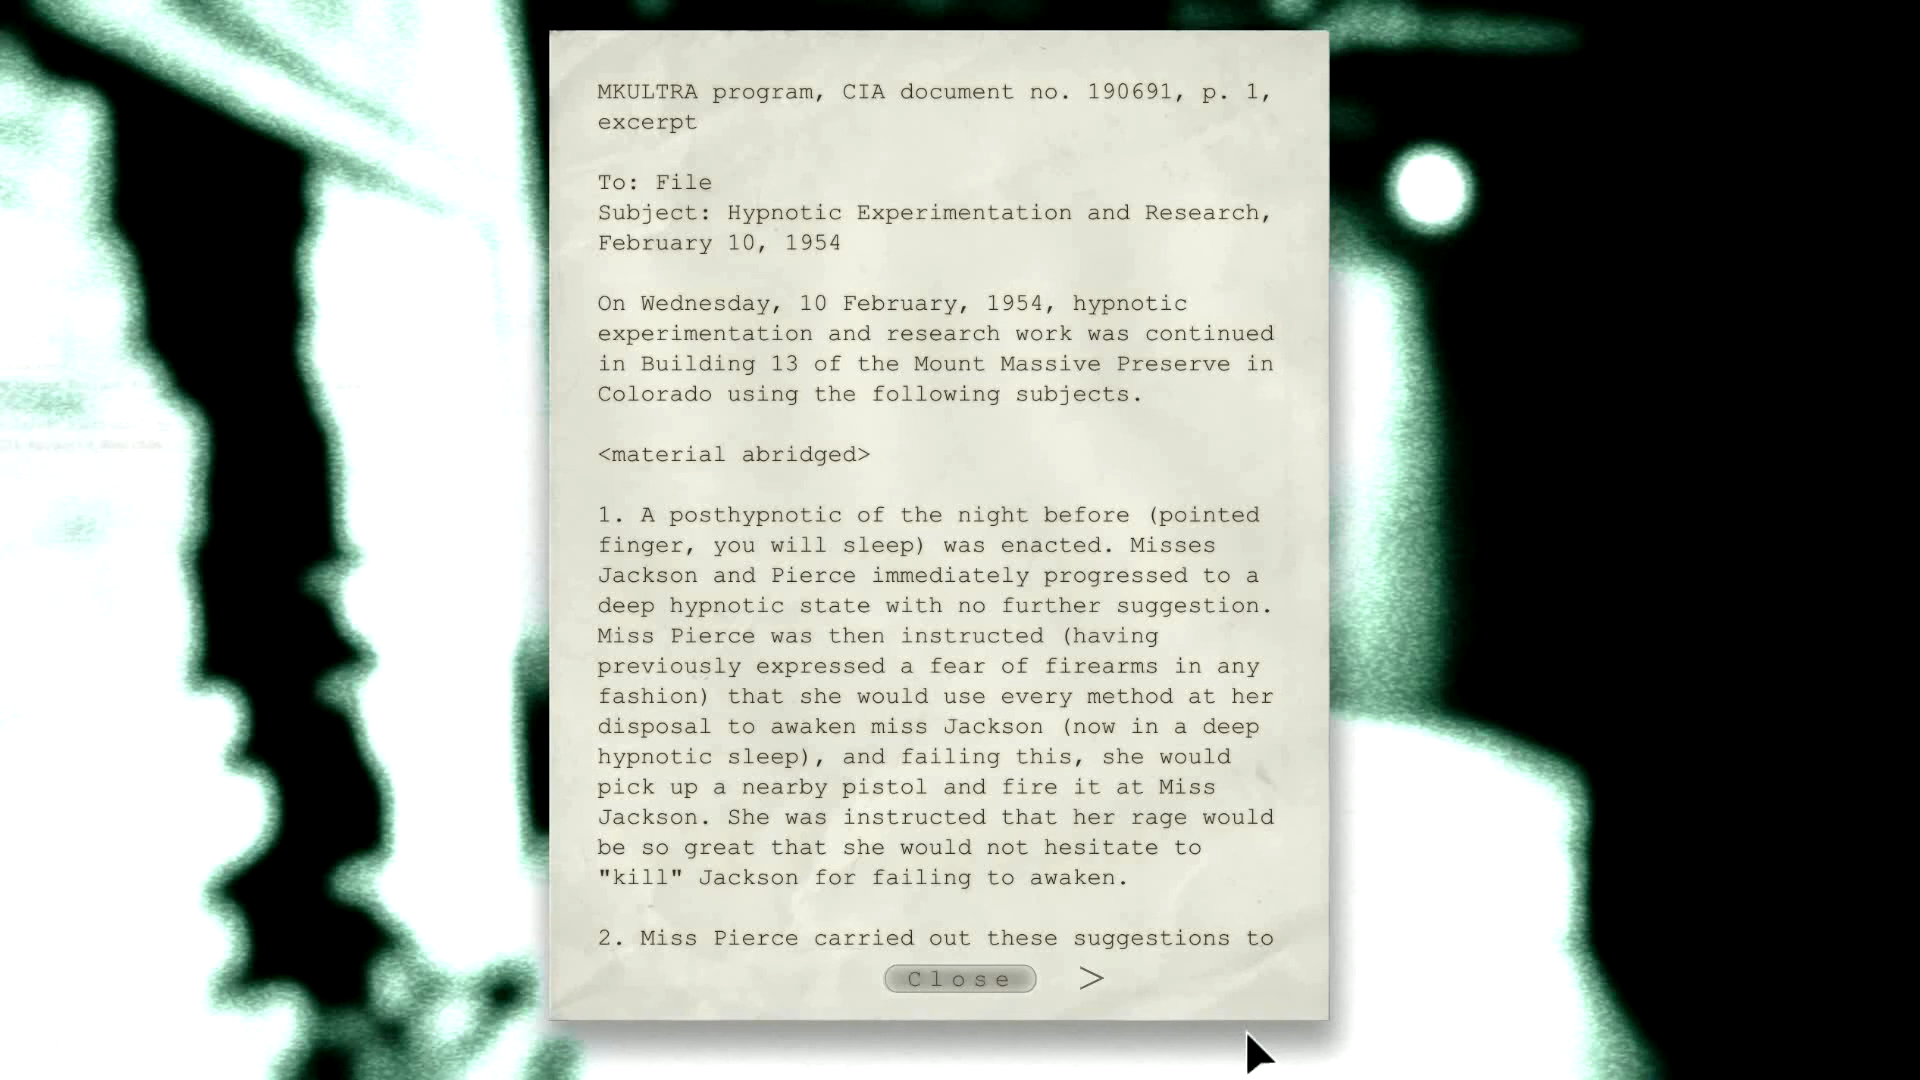 MKULTRA program, CIA document no. 190691, p. 1,
excerpt
To: File
Subject: Hypnotic Experimentation and Research,
February 10, 1954
On Wednesday, 10 February, 1954, hypnotic
experimentation and research work was continued
in Building 13 of the Mount Massive Preserve in
Colorado using the following subjects.
<material abridged>
1. A posthypnotic of the night before (pointed
finger, you will sleep) was enacted. Misses
Jackson and Pierce immediately progressed to a
deep hypnotic state with no further suggestion.
Miss Pierce was then instructed (having
previously expressed a fear of firearms in any
fashion) that she would use every method at her
disposal to awaken miss Jackson (now in a deep
hypnotic sleep), and failing this, she would
pick up a nearby pistol and fire it at Miss
Jackson. She was instructed that her rage would
be so great that she would not hesitate to
"kill" Jackson for failing to awaken.
2. Miss Pierce carried out these suggestions to
Close >